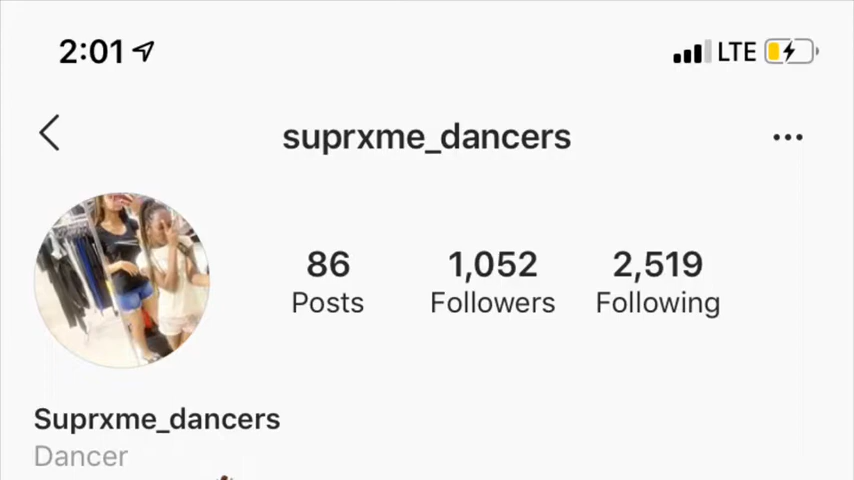 2:01 LTE
suprxme_dancers
86 1,052 2,519
Posts Followers Following
Suprxme_dancers
Dancer